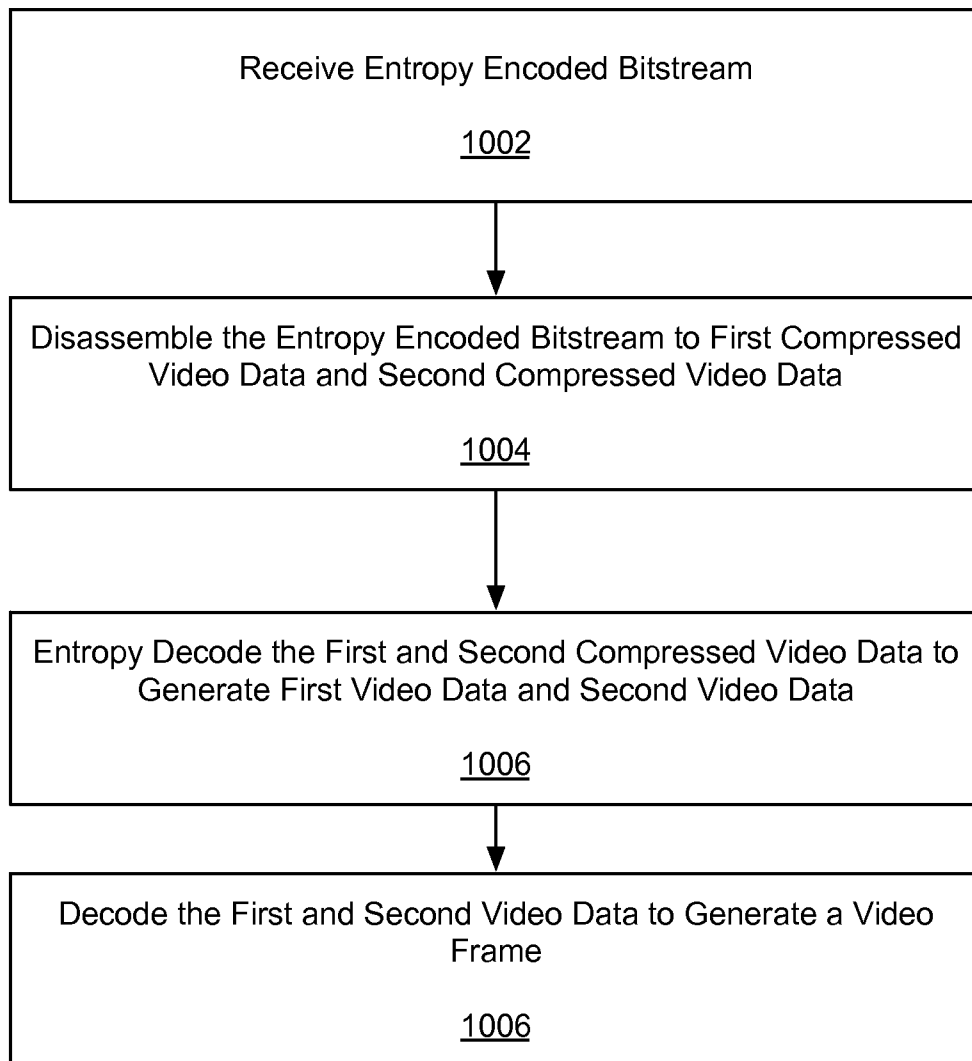 Receive Entropy Encoded Bitstream
1002
Disassemble the Entropy Encoded Bitstream to First Compressed
Video Data and Second Compressed Video Data
1004
Entropy Decode the First and Second Compressed Video Data to
Generate First Video Data and Second Video Data
1006
Decode the First and Second Video Data to Generate a Video
Frame
1006